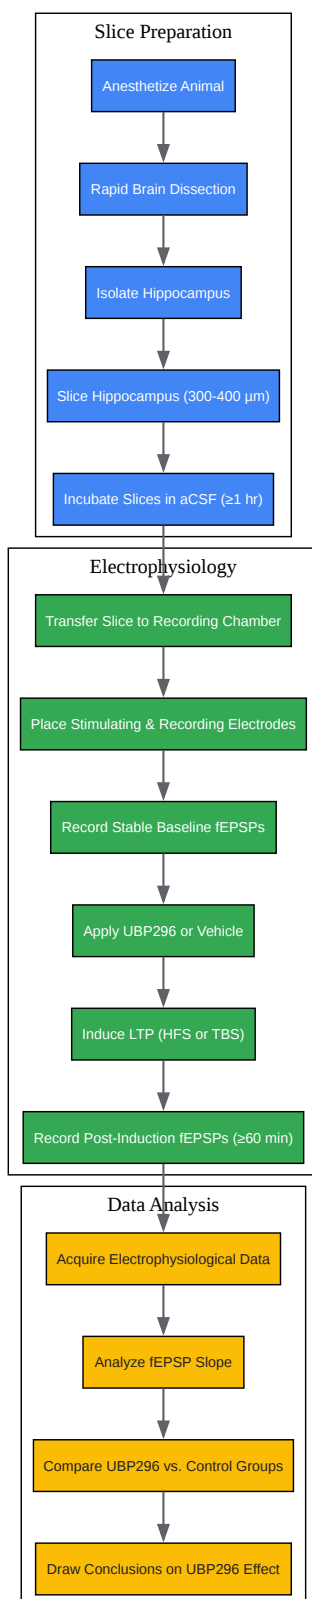 Slice Preparation
Anesthetize Animal
Rapid Brain Dissection
Isolate Hippocampus
Slice Hippocampus (300-400 µm)
Incubate Slices in aCSF (≥1 hr)
Electrophysiology
Transfer Slice to Recording Chamber
Place Stimulating & Recording Electrodes
Record Stable Baseline fEPSPs
Apply UBP296 or Vehicle
Induce LTP (HFS or TBS)
Record Post-Induction fEPSPs (≥60 min)
Data Analysis
Acquire Electrophysiological Data
Analyze fEPSP Slope
Compare UBP296 vs. Control Groups
Draw Conclusions on UBP296 Effect